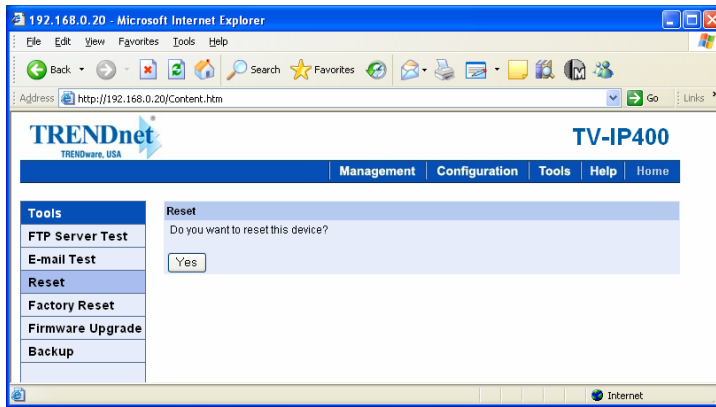 192.168.0.20 - Microsoft Internet Explorer
File Edit View Favorites Tools Help
Back Search Favorites
Address http://192.168.0.20/Content.htm Go Links
TRENDnet
TRENDware, USA
TV-IP400
Management Configuration Tools Help Home
Tools
FTP Server Test
E-mail Test
Reset
Factory Reset
Firmware Upgrade
Backup
Reset
Do you want to reset this device?
Yes
Internet